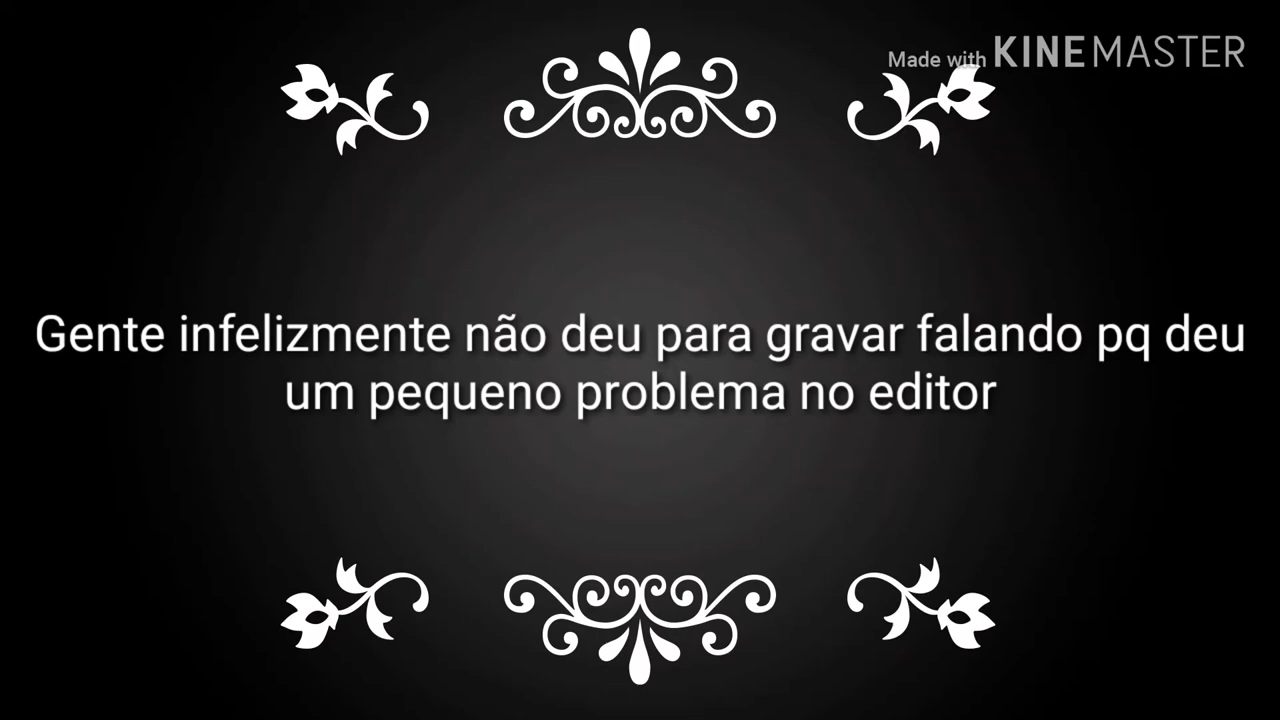 Made with KINEMASTER
Gente infelizmente não deu para gravar falando pq deu
um pequeno problema no editor